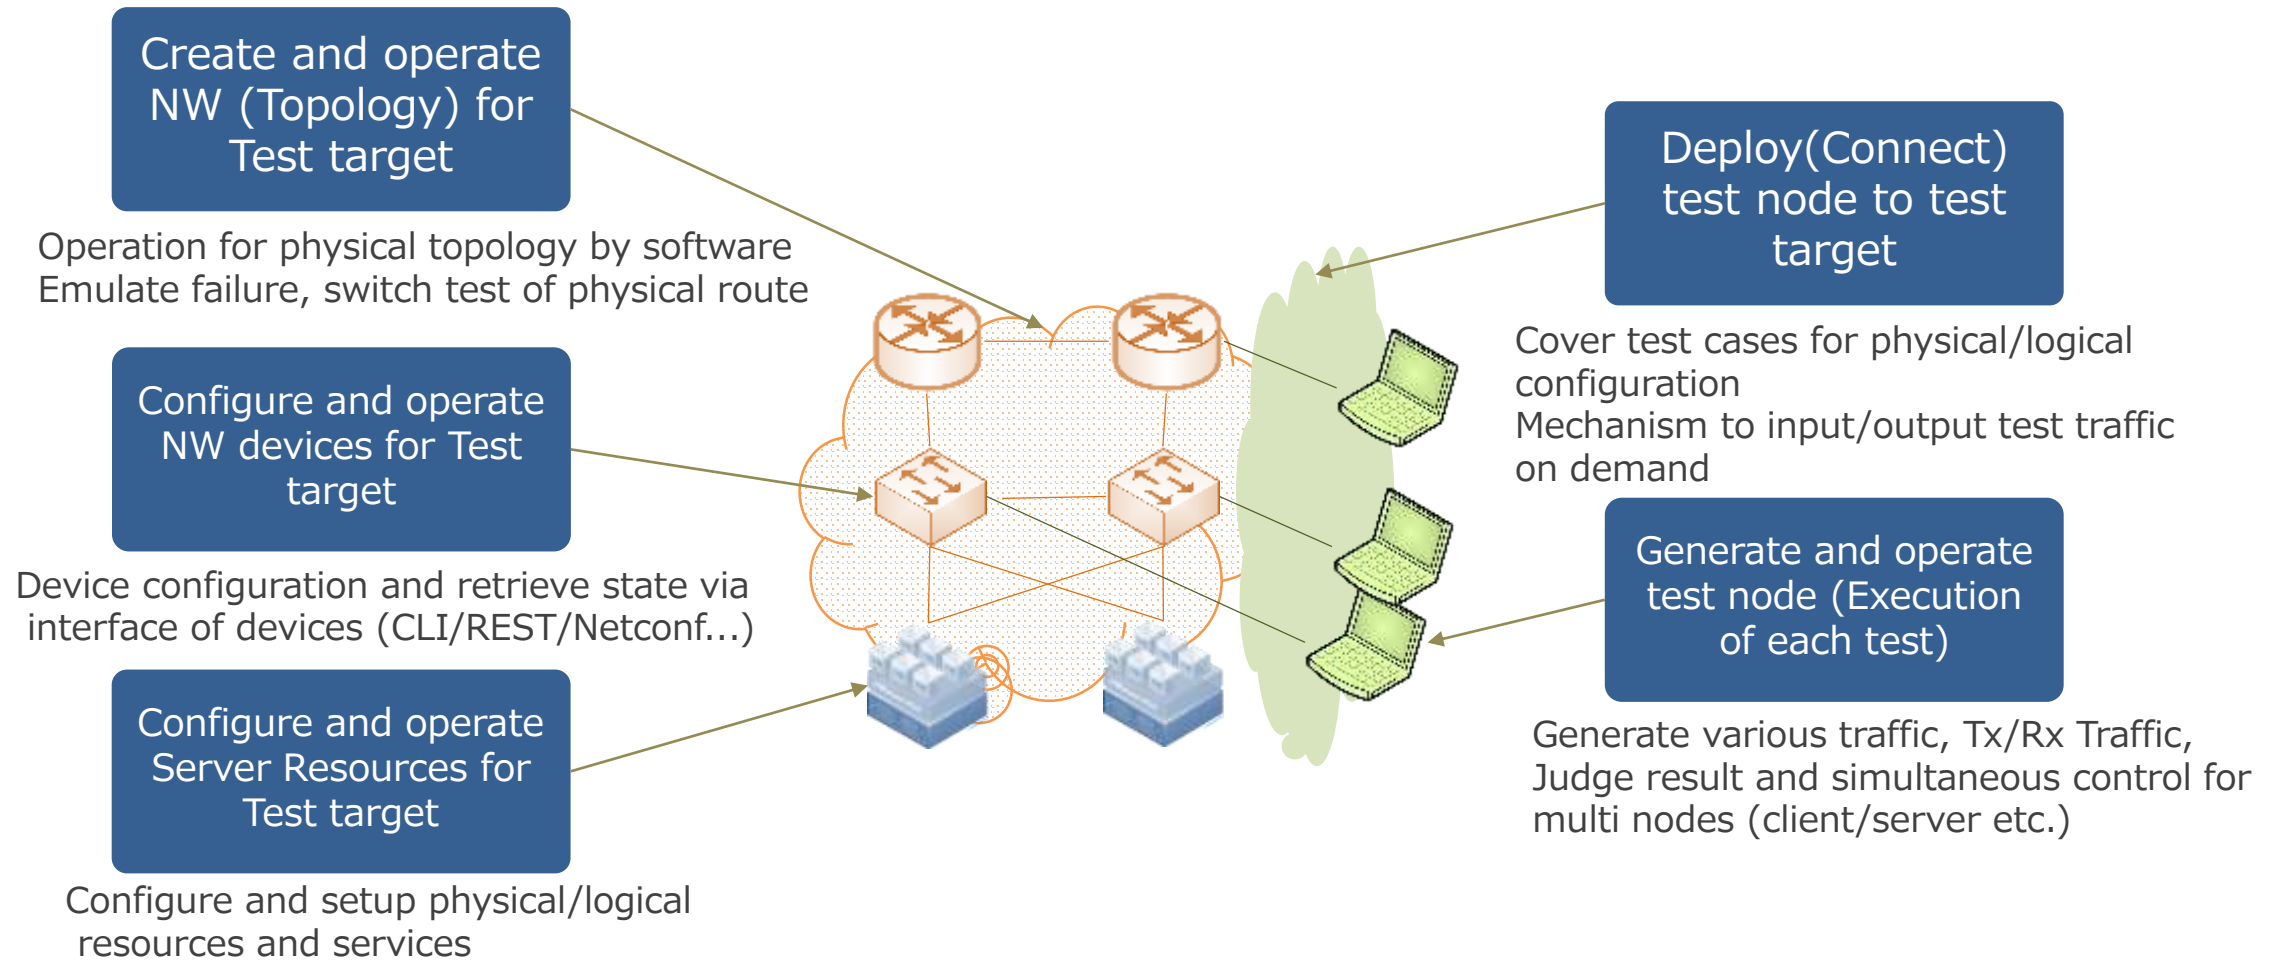 Create and operate
NW (Topology) for
Test target
Operation for physical topology by software
Emulate failure, switch test of physical route
Configure and operate
NW devices for Test
target
Device configuration and retrieve state via
interface of devices (CLI/REST/Netconf...)
Configure and operate
Server Resources for
Test target
Configure and setup physical/logical
resources and services
Deploy(Connect)
test node to test
target
Cover test cases for physical/logical
configuration
Mechanism to input/output test traffic
on demand
Generate and operate
test node (Execution
of each test)
Generate various traffic, Tx/Rx Traffic,
Judge result and simultaneous control for
multi nodes (client/server etc.)